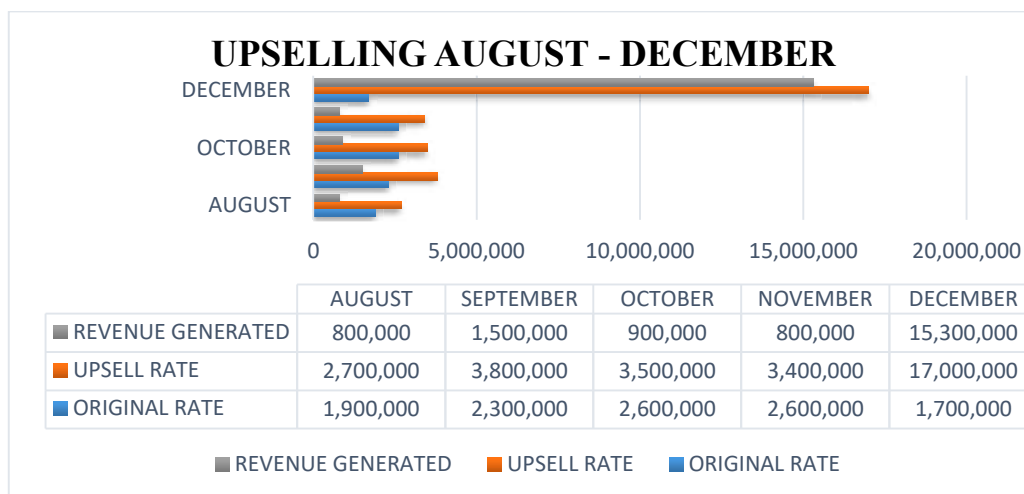 UPSELLING AUGUST - DECEMBER
DECEMBER
OCTOBER
AUGUST
0 5,000,000 10,000,000 15,000,000 20,000,000
AUGUST SEPTEMBER OCTOBER NOVEMBER DECEMBER
REVENUE GENERATED 800,000 1,500,000 900,000 800,000 15,300,000
UPSELL RATE 2,700,000 3,800,000 3,500,000 3,400,000 17,000,000
ORIGINAL RATE 1,900,000 2,300,000 2,600,000 2,600,000 1,700,000
REVENUE GENERATED UPSELL RATE ORIGINAL RATE